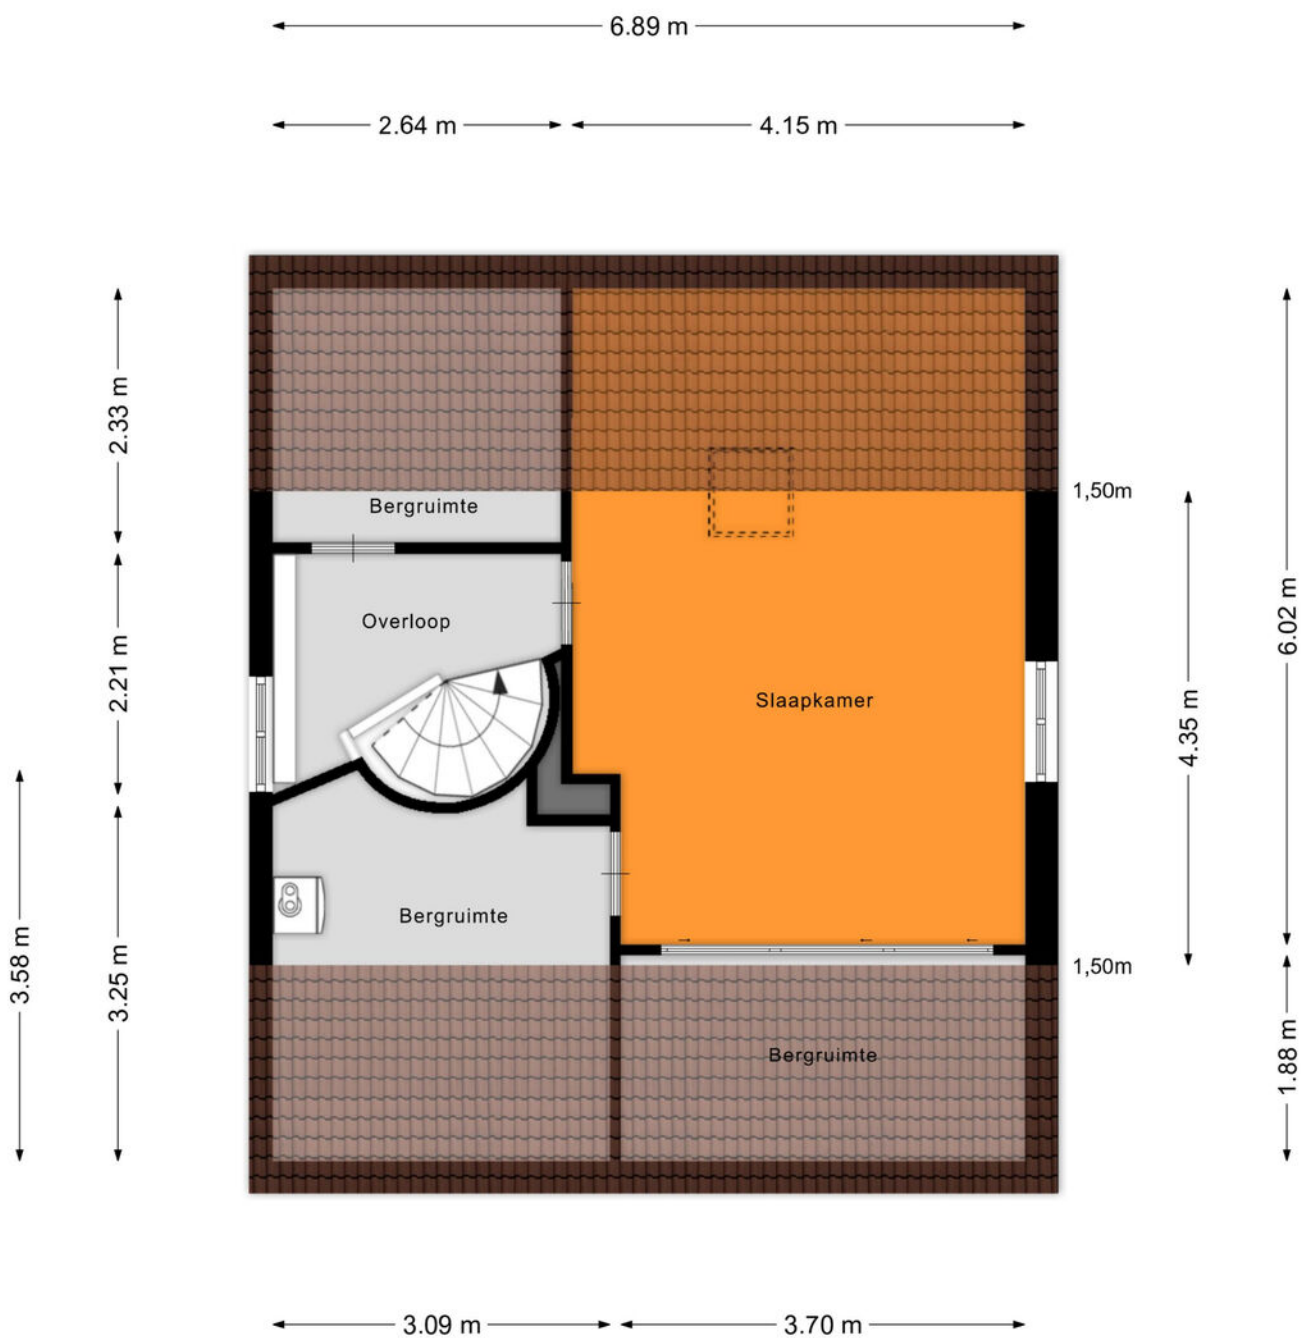 6.89 m
2.64 m
4.15 m
2.33 m
Bergruimte
1,50m
Overloop
2.21 m
6.02 m
Slaapkamer
4.35 m
3.58 m
3.25 m
Bergruimte
1,50m
Bergruimte
1.88 m
3.09 m
3.70 m